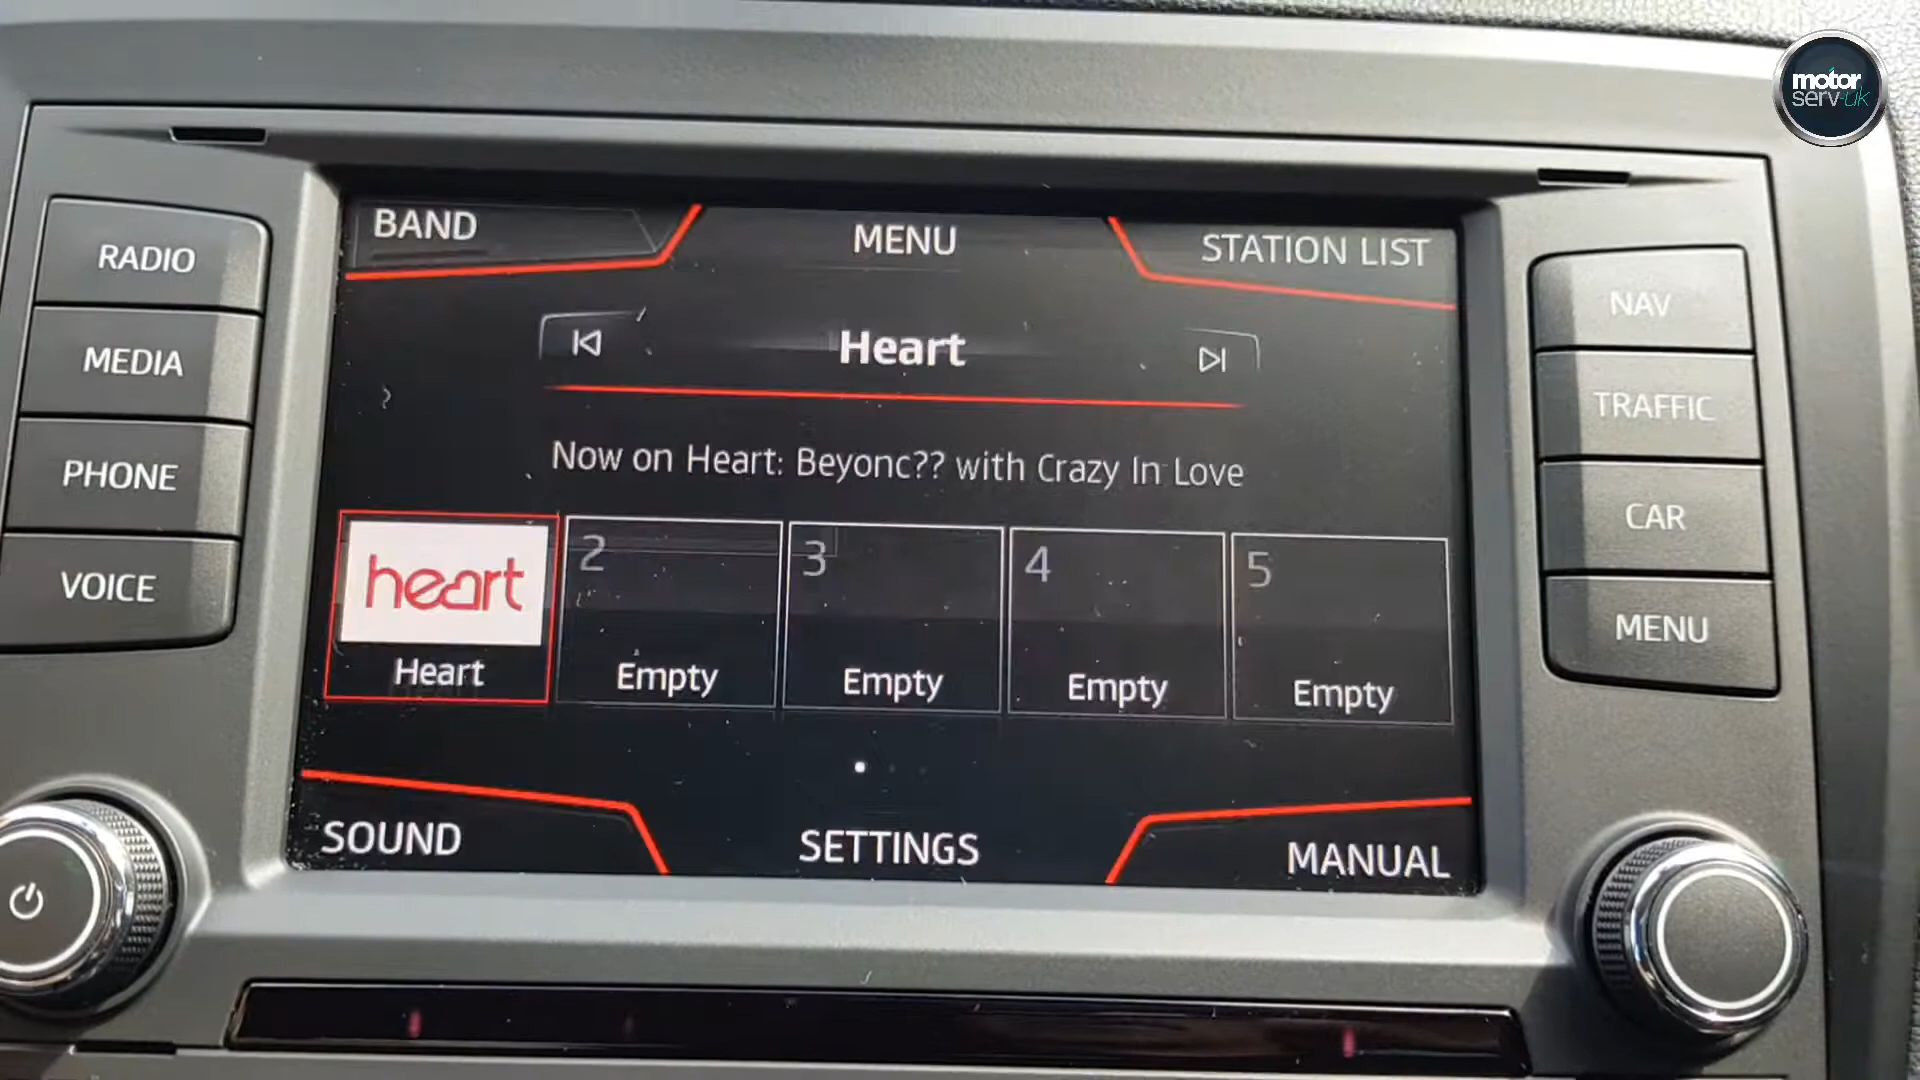 motor
serv-uk
BAND
MENU
STATION LIST
RADIO
MEDIA
PHONE
VOICE
NAV
TRAFFIC
CAR
MENU
Heart
Now on Heart: Beyonc?? with Crazy In Love
heart
Heart
2
Empty
3
Empty
4
Empty
5
Empty
SOUND
SETTINGS
MANUAL